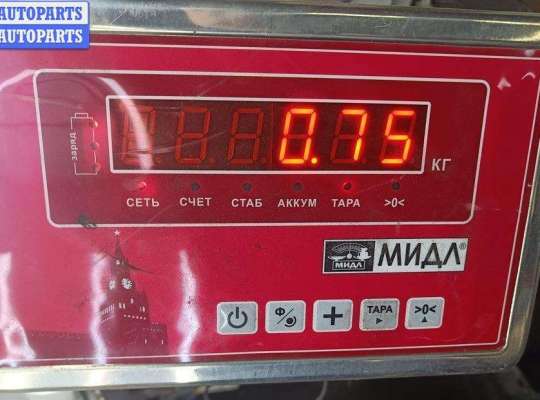 AUTOPARTS
AUTOPARTS
заряд
0.75
КГ
СЕТЬ СЧЕТ СТАБ АККУМ ТАРА >0<
МИДЛ МИДЛ®
Ф/ + ТАРА >0<